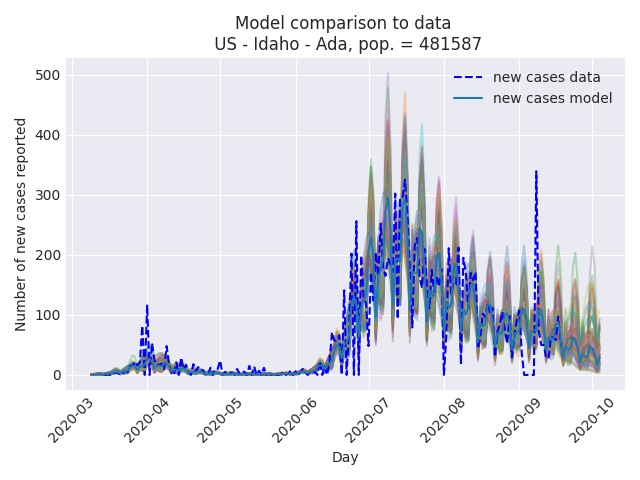 Model comparison to data
US - Idaho - Ada, pop. = 481587
new cases data
new cases model
Number of new cases reported
500
400
300
200
100
0
2020-03
2020-04
2020-05
2020-06
2020-07
2020-08
2020-09
2020-10
Day